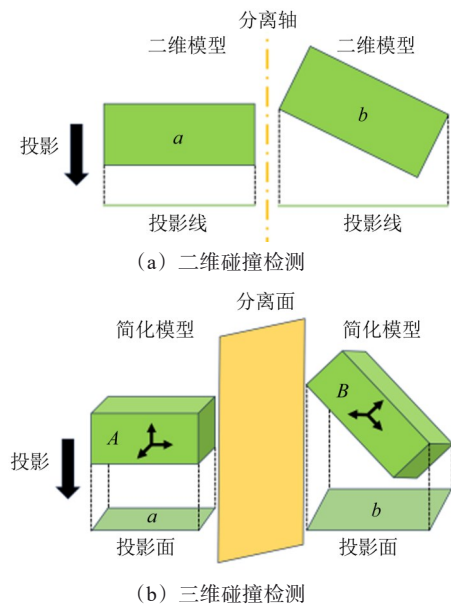 分离轴
二维模型
二维模型
a
b
投影
投影线
投影线
（a）二维碰撞检测
分离面
简化模型
简化模型
A
B
投影
a
b
投影面
投影面
（b）三维碰撞检测